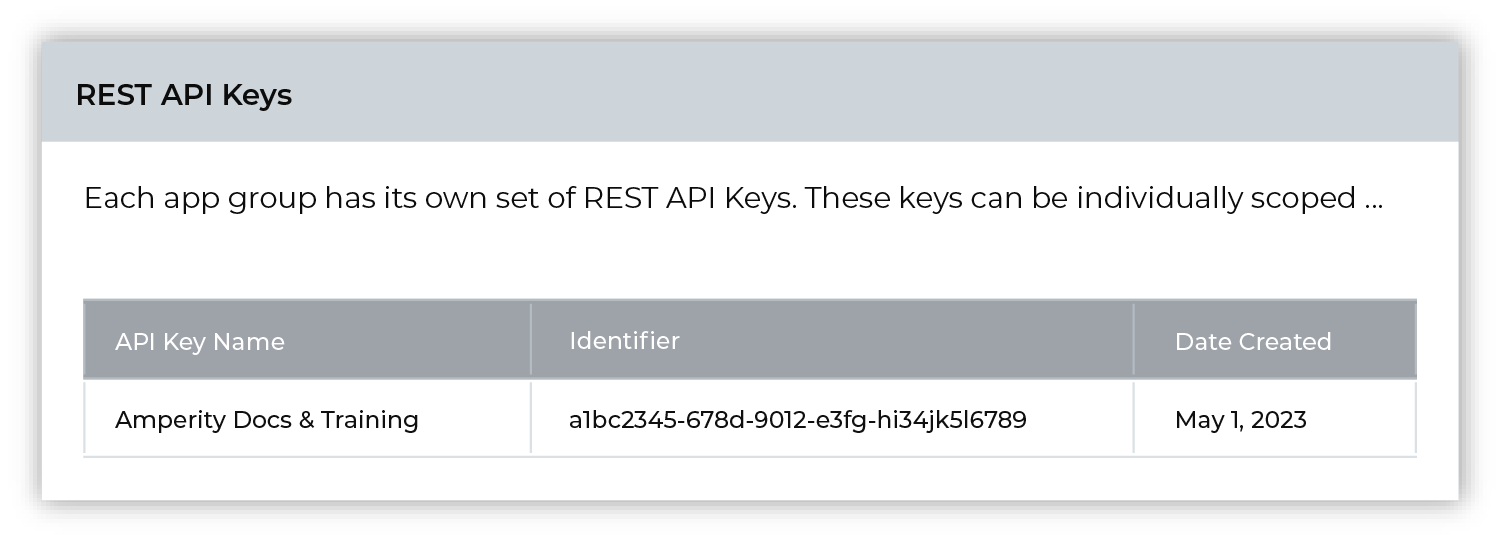 REST API Keys
Each app group has its own set of REST API Keys. These keys can be individually scoped ...
API Key Name Identifier Date Created
Amperity Docs & Training a1bc2345-678d-9012-e3fg-hi34jk5l6789 May 1, 2023